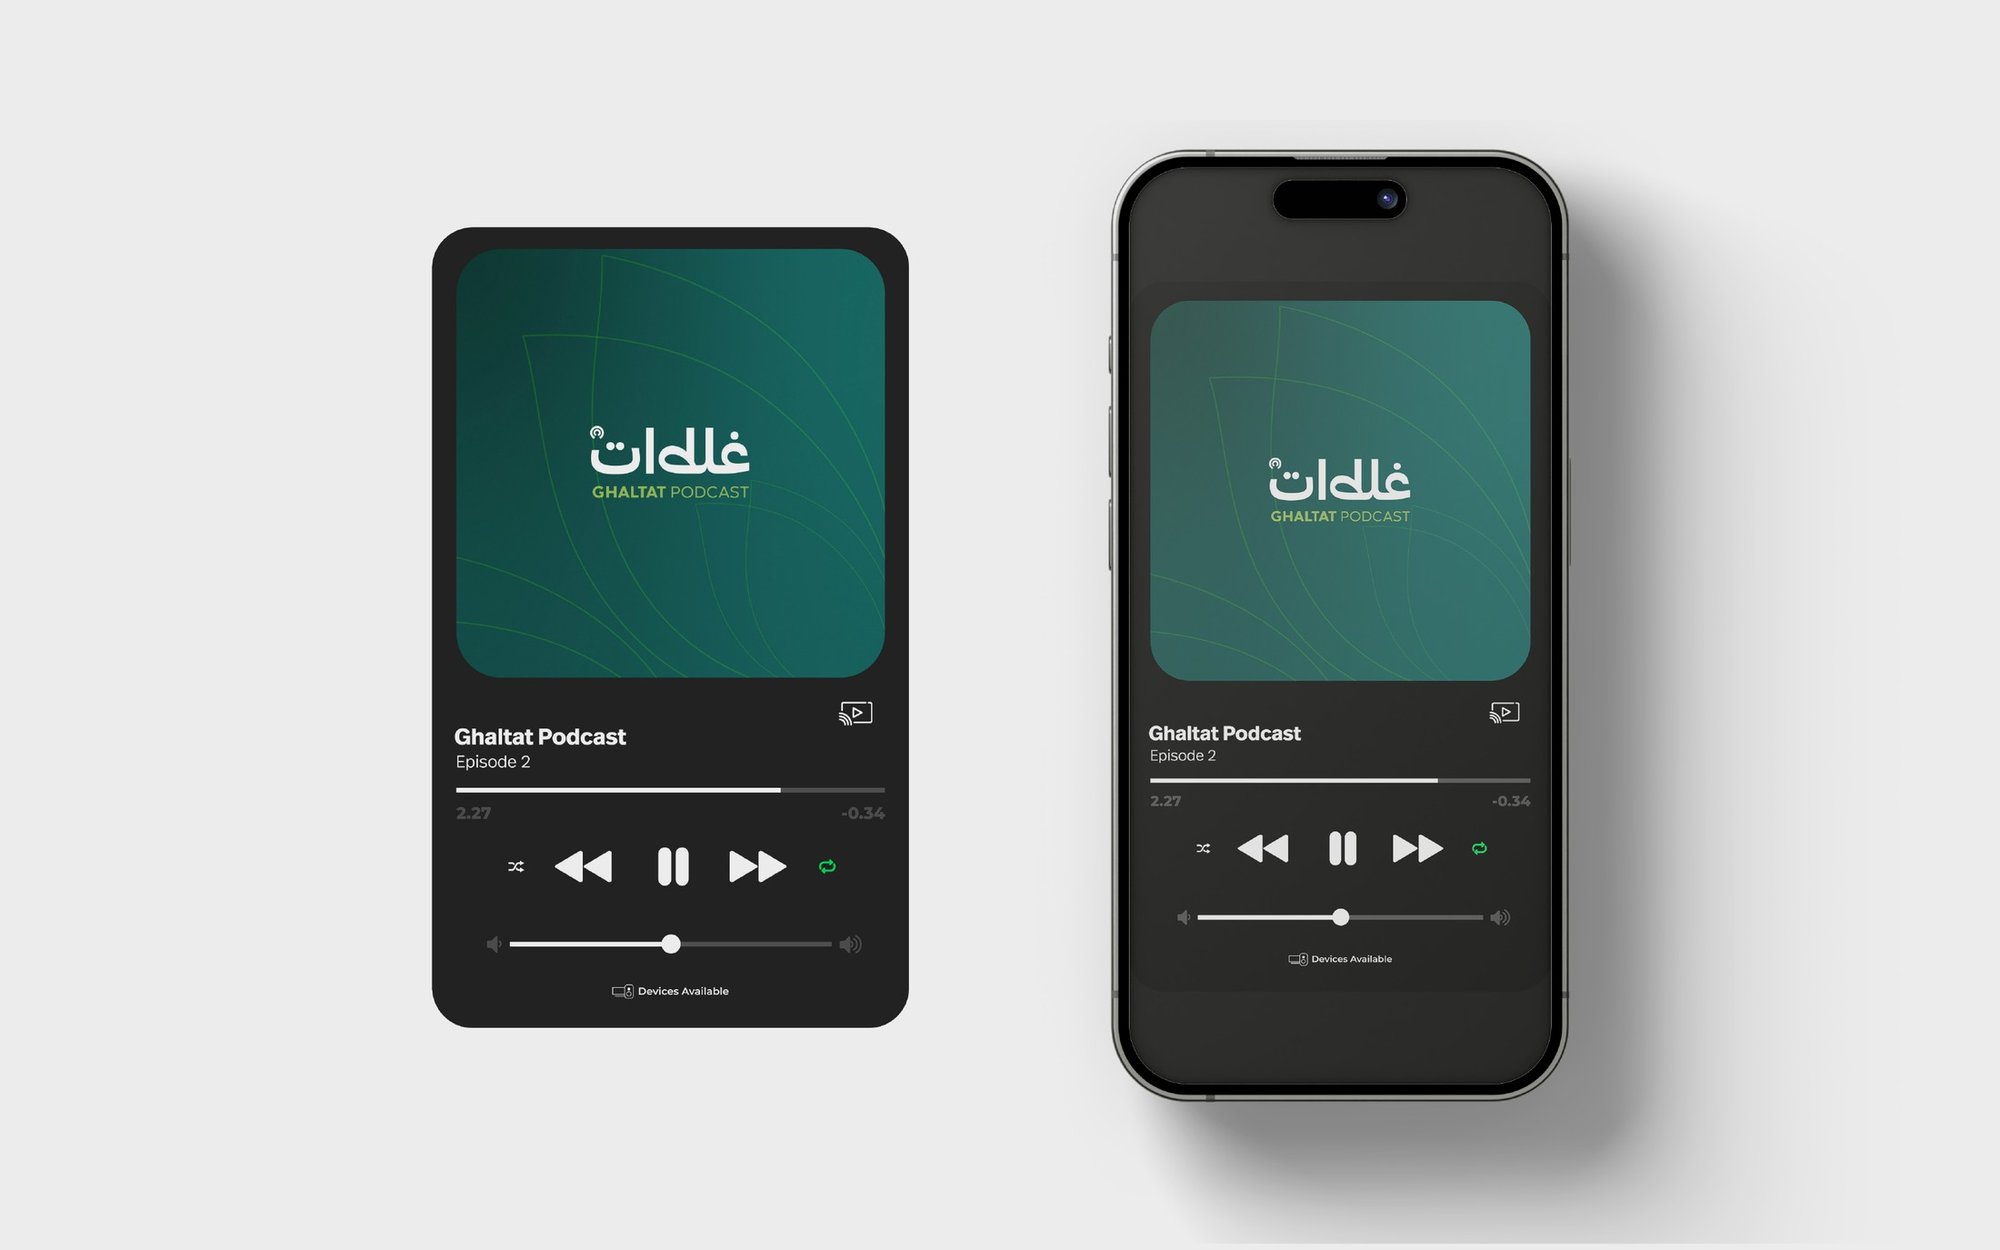 غلطات
GHALTAT PODCAST
Ghaltat Podcast
Episode 2
2.27
-0.34
Devices Available
غلطات
GHALTAT PODCAST
Ghaltat Podcast
Episode 2
2.27
-0.34
Devices Available